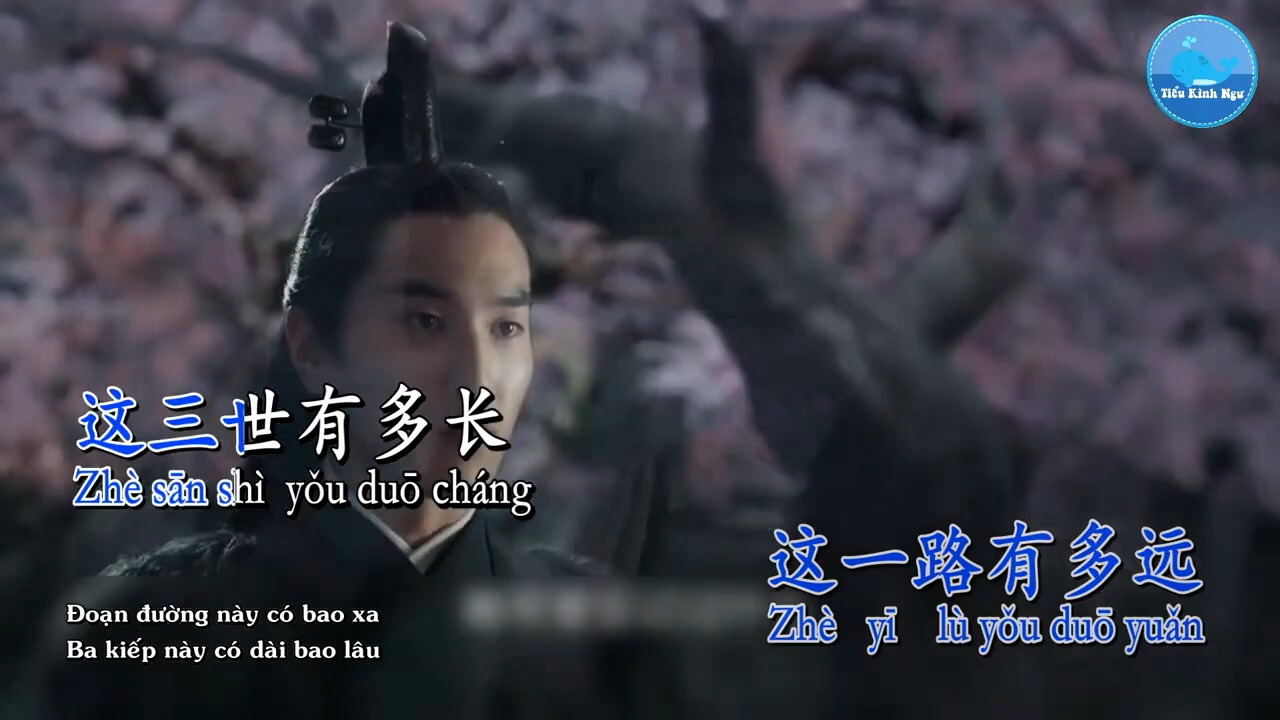 Tiểu Kình Ngư
这三世有多长
Zhè sān shì yǒu duō cháng
这一路有多远
Zhè yī lù yǒu duō yuǎn
Đoạn đường này có bao xa
Ba kiếp này có dài bao lâu